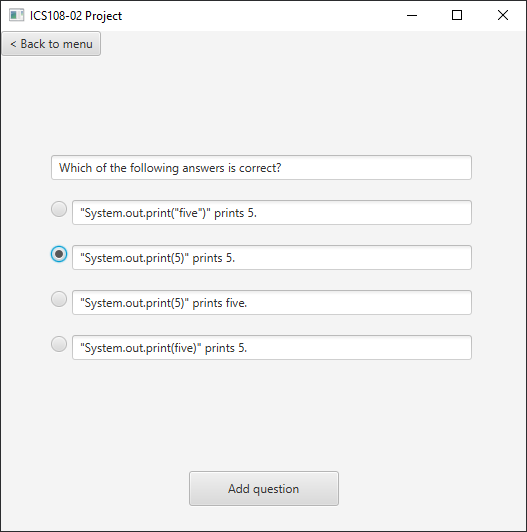 ICS108-02 Project
< Back to menu
Which of the following answers is correct?
"System.out.print("five")" prints 5.
"System.out.print(5)" prints 5.
"System.out.print(5)" prints five.
"System.out.print(five)" prints 5.
Add question